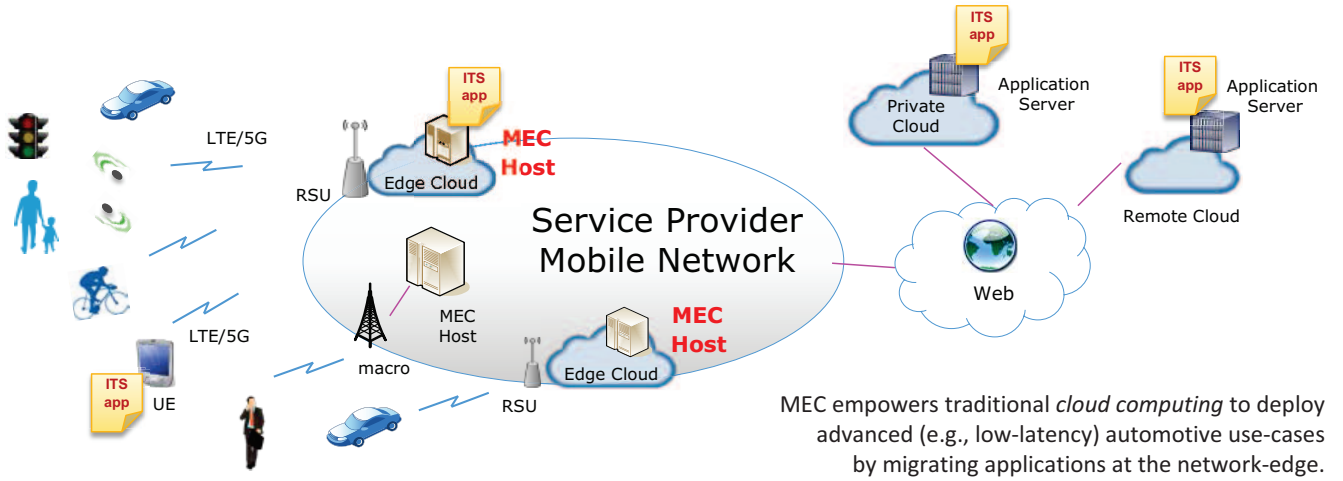 ITS
app
Application
Server
Private
Cloud
ITS
app
Application
Server
Remote Cloud
ITS
app
MEC
Host
LTE/5G
RSU
Edge Cloud
Service Provider
Mobile Network
Web
MEC
Host
MEC
Host
LTE/5G
macro
Edge Cloud
RSU
ITS
app
UE
MEC empowers traditional cloud computing to deploy
advanced (e.g., low-latency) automotive use-cases
by migrating applications at the network-edge.